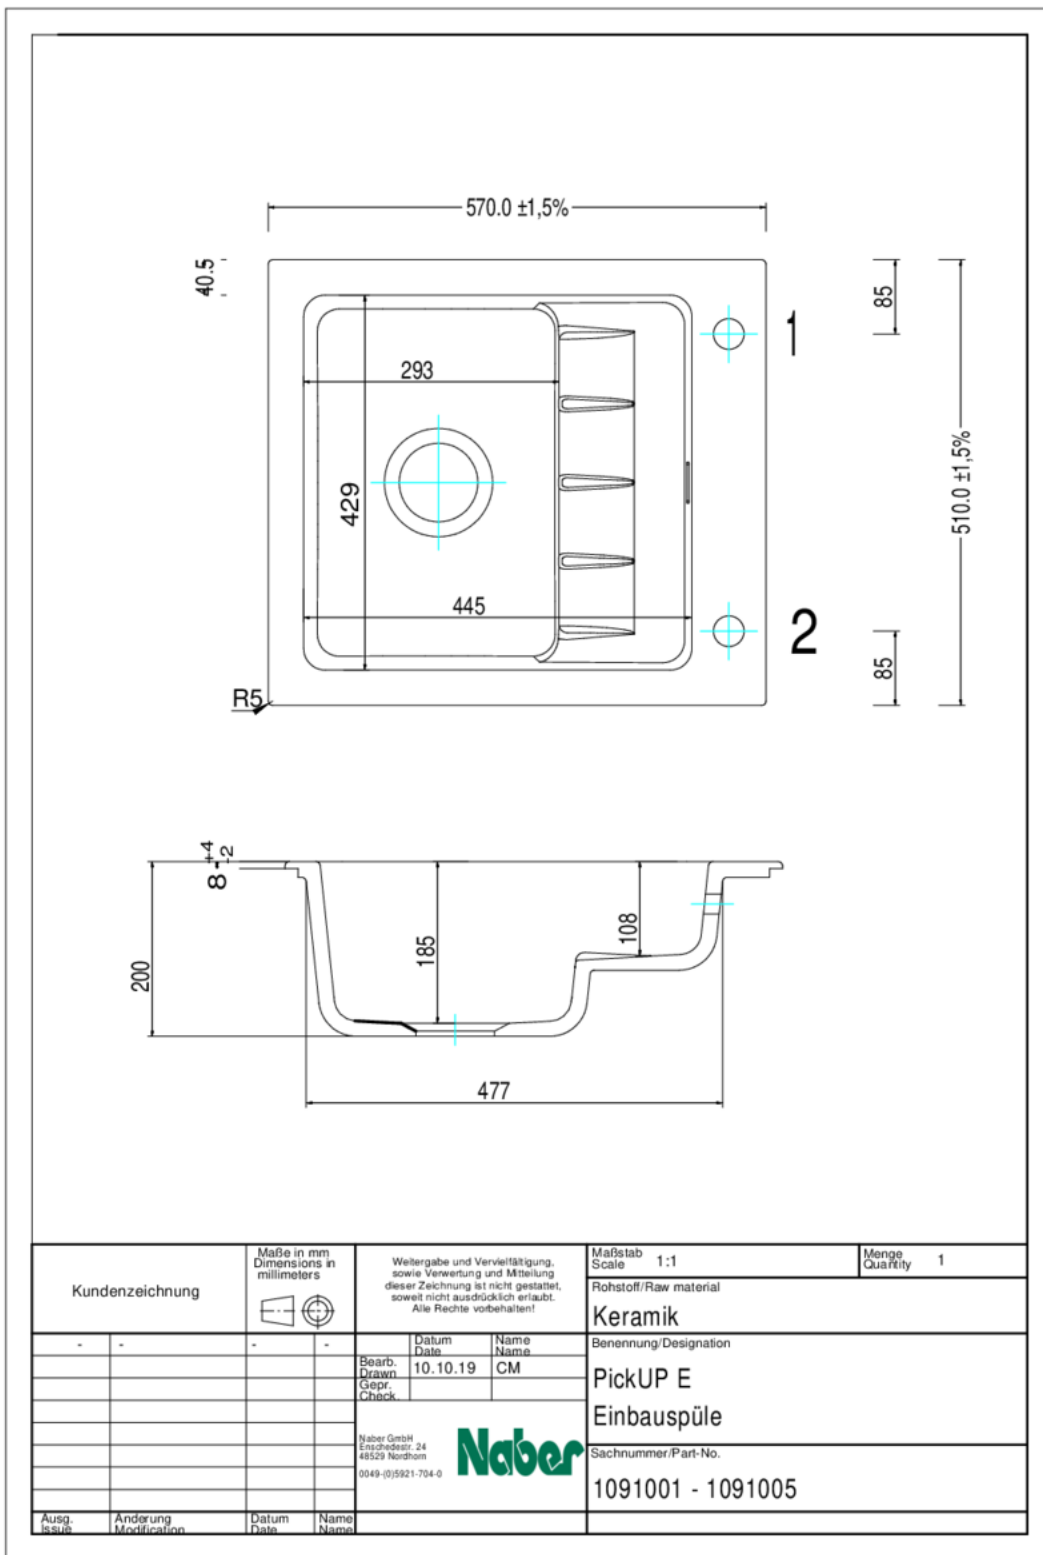 570.0 ±1,5%
40.5
85
1
293
429
510.0 ±1,5%
445
2
85
R5
8 +4 -2
200
185
108
477
Kundenzeichnung
Maße in mm
Dimensions in
millimeters
Weitergabe und Vervielfältigung,
sowie Verwertung und Mitteilung
dieser Zeichnung ist nicht gestattet,
soweit nicht ausdrücklich erlaubt.
Alle Rechte vorbehalten!
Maßstab
Scale 1:1
Menge
Quantity 1
Rohstoff/Raw material
Keramik
- - - -
Datum Name
Date Name
Bearb.
Drawn 10.10.19 CM
Gepr.
Check.
Benennung/Designation
PickUP E
Einbauspüle
Naber GmbH
Enschedestr. 24
48529 Nordhorn
0049-(0)5921-704-0
Naber
Sachnummer/Part-No.
1091001 - 1091005
Ausg. Änderung Datum Name
Issue Modification Date Name